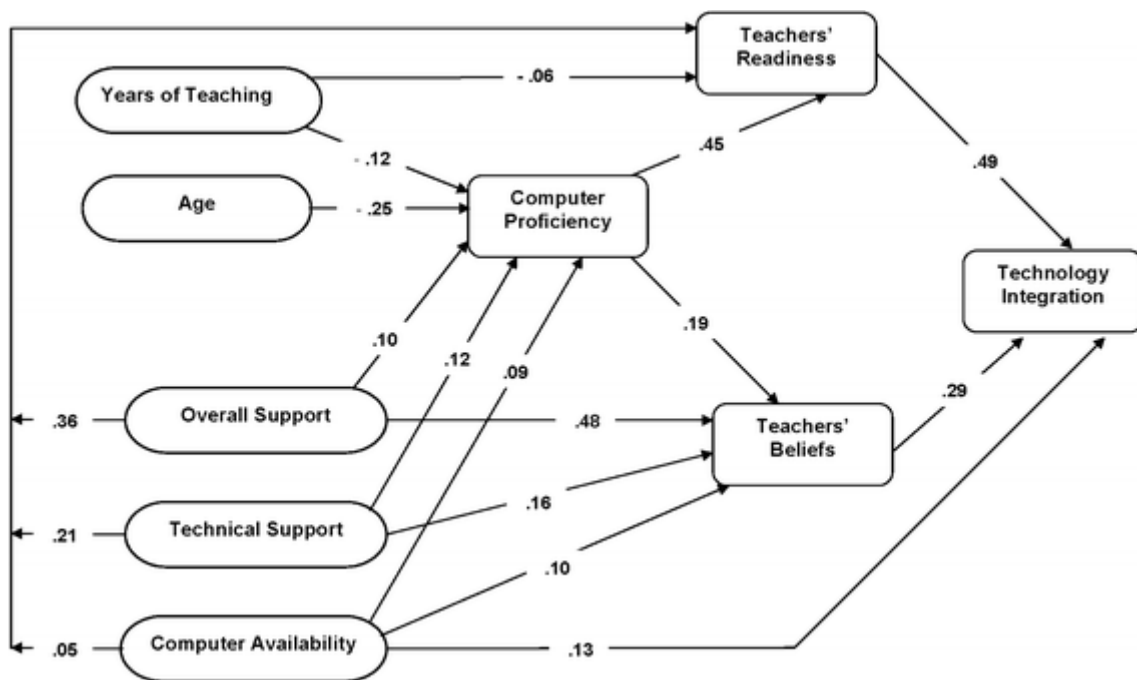 Teachers'
Readiness
- .06
Years of Teaching
.45
- .12
.49
Computer
Proficiency
Age
- .25
Technology
Integration
.19
.10
.12
.09
.29
Overall Support
.36
.48
Teachers'
Beliefs
.16
Technical Support
.21
.10
Computer Availability
.05
.13